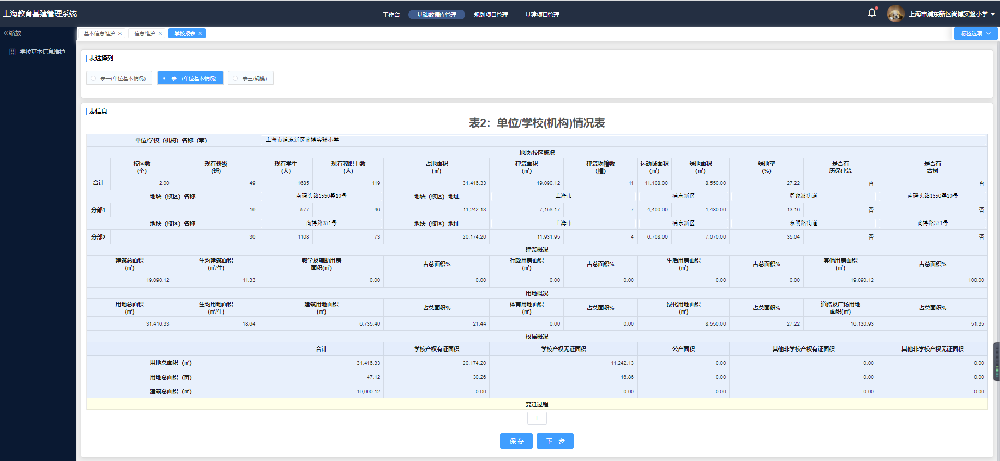 上海教育基建管理系统
工作台 基础数据库管理 规划项目管理 基建项目管理
上海市浦东新区尚博实验小学
缩放
学校基本信息维护
基本信息维护 × 信息维护 × 学校报表 ×
标签选项
表选择列
表一(单位基本情况) 表二(单位基本情况) 表三(规模)
表信息
表2：单位/学校(机构)情况表
单位/学校（机构）名称（章） 上海市浦东新区尚博实验小学
地块/校区概况
校区数(个) 现有班级(班) 现有学生(人) 现有教职工数(人) 占地面积(㎡) 建筑面积(㎡) 建筑物幢数(幢) 运动场面积(㎡) 绿地面积(㎡) 绿地率(%) 是否有历保建筑 是否有古树
合计 2.00 49 1685 119 31,416.33 19,090.12 11 11,108.00 8,550.00 27.22 否 否
地块（校区）名称 南码头路1550弄10号 地块（校区）地址 上海市 浦东新区 周家渡街道 南码头路1550弄10号
分部1 19 577 46 11,242.13 7,158.17 7 4,400.00 1,480.00 13.16 否 否
地块（校区）名称 尚博路371号 地块（校区）地址 上海市 浦东新区 东明路街道 尚博路371号
分部2 30 1108 73 20,174.20 11,931.95 4 6,708.00 7,070.00 35.04 否 否
建筑概况
建筑总面积(㎡) 生均建筑面积(㎡/生) 教学及辅助用房面积(㎡) 占总面积% 行政用房面积(㎡) 占总面积% 生活用房面积(㎡) 占总面积% 其他用房面积(㎡) 占总面积%
19,090.12 11.33 0.00 0.00 0.00 0.00 0.00 0.00 19,090.12 100.00
用地概况
用地总面积(㎡) 生均用地面积(㎡/生) 建筑用地面积(㎡) 占总面积% 体育用地面积(㎡) 占总面积% 绿化用地面积(㎡) 占总面积% 道路及广场用地面积(㎡) 占总面积%
31,416.33 18.64 6,735.40 21.44 0.00 0.00 8,550.00 27.22 16,130.93 51.35
权属概况
合计 学校产权有证面积 学校产权无证面积 公产面积 其他非学校产权有证面积 其他非学校产权无证面积
用地总面积（㎡） 31,416.33 20,174.20 11,242.13 0.00 0.00 0.00
用地总面积（亩） 47.12 30.26 16.86 0.00 0.00 0.00
建筑总面积（㎡） 19,090.12 0.00 0.00 0.00 0.00 0.00
变迁过程
+
保 存 下一步